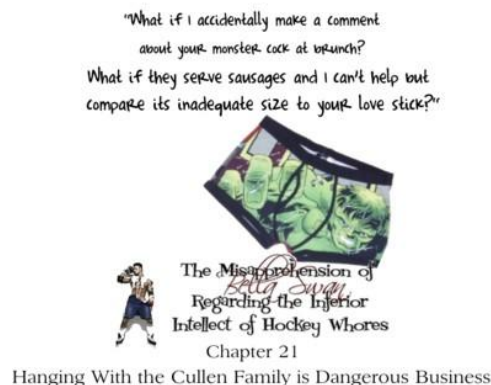 "What if I accidentally make a comment
about your monster cock at brunch?
What if they serve sausages and I can't help but
compare its inadequate size to your love stick?"
The Misapprehension of
Bella Swan
Regarding the Inferior
Intellect of Hockey Whores
Chapter 21
Hanging With the Cullen Family is Dangerous Business